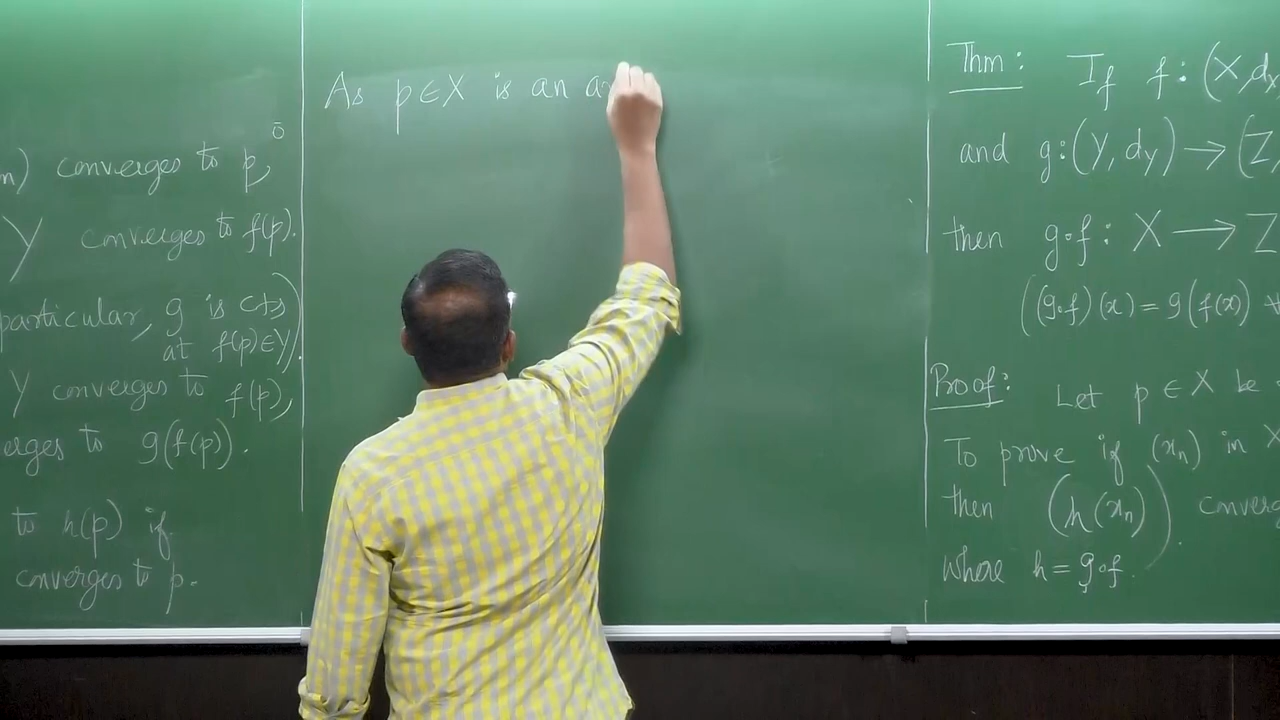 n) converges to p,
Y converges to f(p).
particular, g is cts
at f(p)∈Y).
Y converges to f(p),
erges to g(f(p)).
to h(p) if
converges to p.
As p∈X is an a
Thm: If f: (X, dx
and g:(Y, dy) → (Z,
then g∘f: X → Z
((g∘f)(x) = g(f(x)) ∀
Proof: Let p ∈ X be
To prove if (xn) in X
then (h(xn)) converg
where h = g∘f.